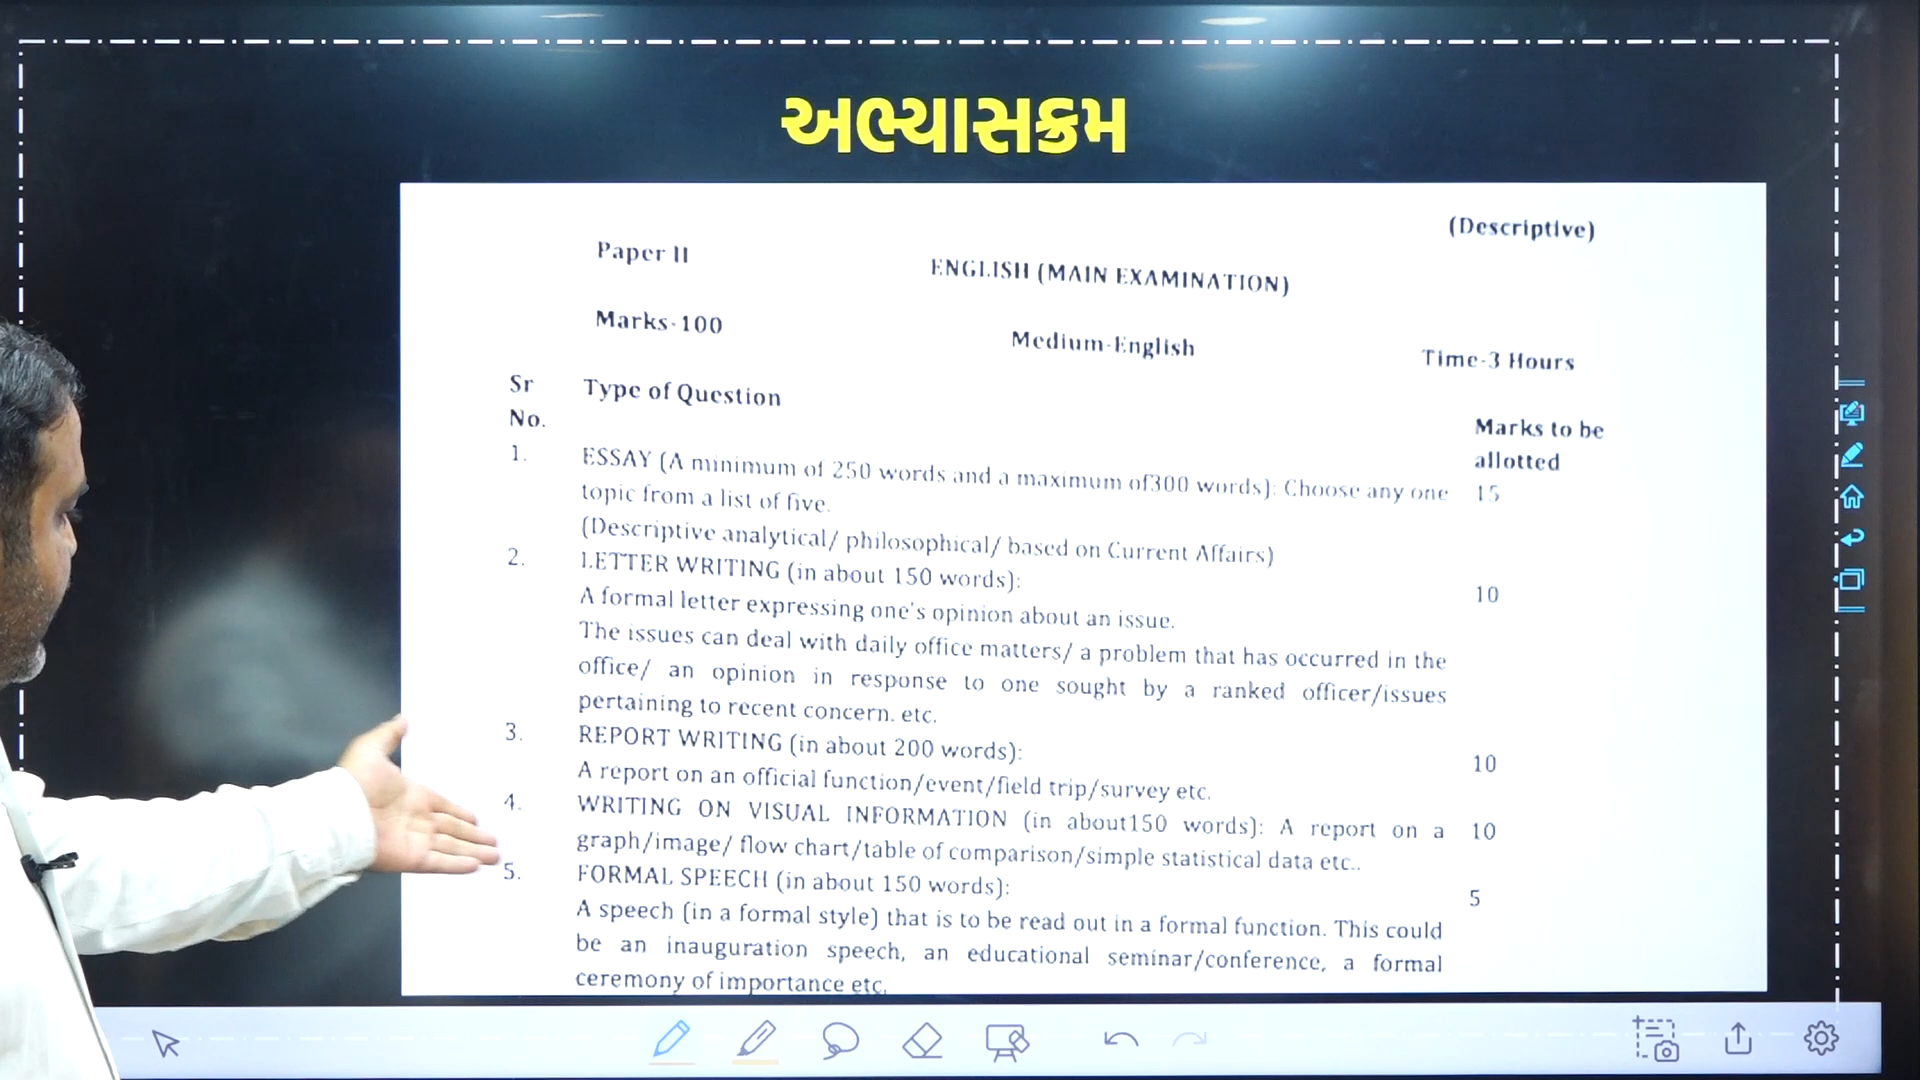 અભ્યાસક્રમ
(Descriptive)
Paper II
ENGLISH (MAIN EXAMINATION)
Marks-100
Medium-English
Time-3 Hours
Sr No.
Type of Question
Marks to be allotted
1.
ESSAY (A minimum of 250 words and a maximum of300 words): Choose any one
15
topic from a list of five.
(Descriptive analytical/ philosophical/ based on Current Affairs)
2.
LETTER WRITING (in about 150 words):
10
A formal letter expressing one's opinion about an issue.
The issues can deal with daily office matters/ a problem that has occurred in the
office/ an opinion in response to one sought by a ranked officer/issues
pertaining to recent concern. etc.
3.
REPORT WRITING (in about 200 words):
10
A report on an official function/event/field trip/survey etc.
4.
WRITING ON VISUAL INFORMATION (in about150 words): A report on a
10
graph/image/ flow chart/table of comparison/simple statistical data etc..
5.
FORMAL SPEECH (in about 150 words):
5
A speech (in a formal style) that is to be read out in a formal function. This could
be an inauguration speech, an educational seminar/conference, a formal
ceremony of importance etc.